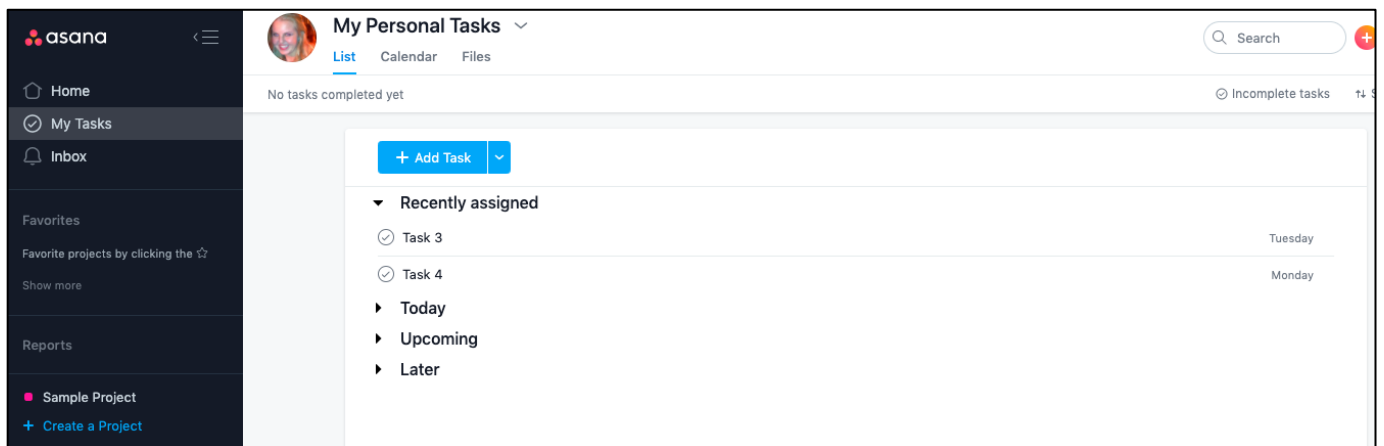 asana
Home
My Tasks
Inbox
Favorites
Favorite projects by clicking the
Show more
Reports
Sample Project
+ Create a Project
My Personal Tasks
List Calendar Files
Search
No tasks completed yet
Incomplete tasks
+ Add Task
Recently assigned
Task 3 Tuesday
Task 4 Monday
Today
Upcoming
Later